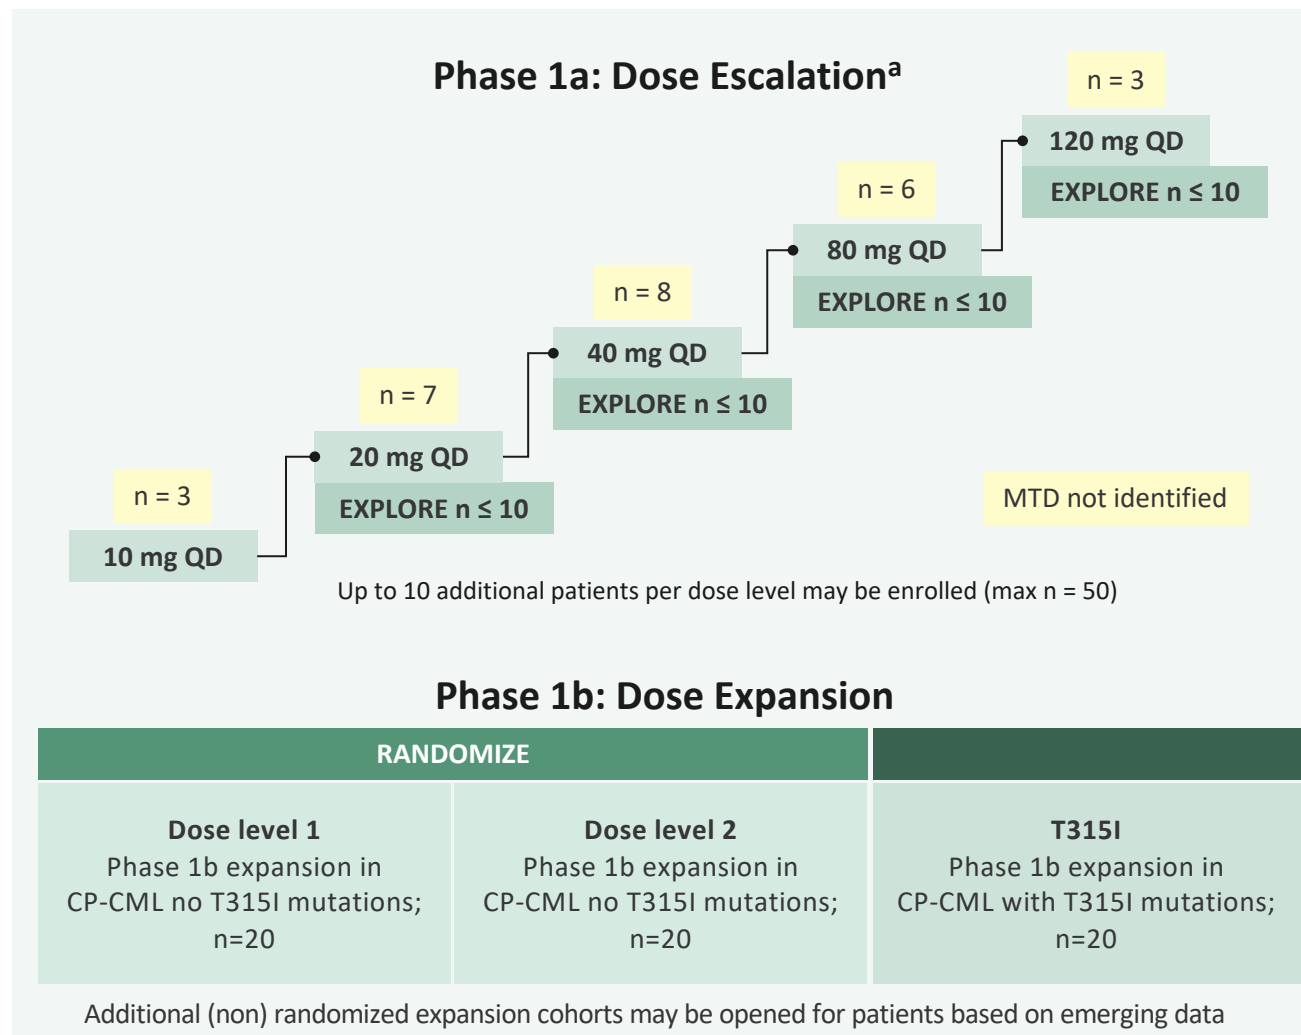 Phase 1a: Dose Escalationᵃ
n = 3
120 mg QD
EXPLORE n ≤ 10
n = 6
80 mg QD
EXPLORE n ≤ 10
n = 8
40 mg QD
EXPLORE n ≤ 10
n = 7
20 mg QD
EXPLORE n ≤ 10
n = 3
10 mg QD
MTD not identified
Up to 10 additional patients per dose level may be enrolled (max n = 50)
Phase 1b: Dose Expansion
RANDOMIZE
Dose level 1
Phase 1b expansion in
CP-CML no T315I mutations;
n=20
Dose level 2
Phase 1b expansion in
CP-CML no T315I mutations;
n=20
T315I
Phase 1b expansion in
CP-CML with T315I mutations;
n=20
Additional (non) randomized expansion cohorts may be opened for patients based on emerging data